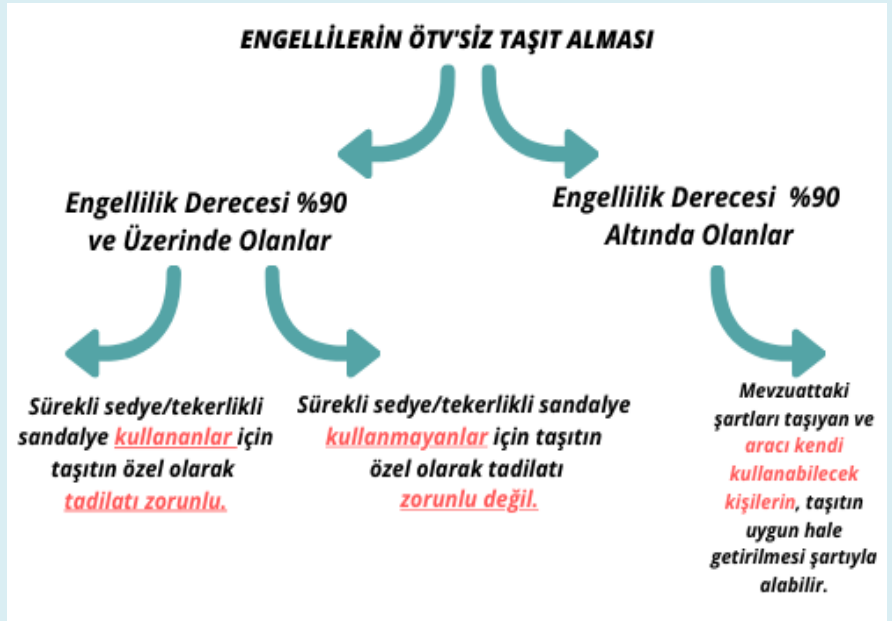 ENGELLİLERİN ÖTV'SİZ TAŞIT ALMASI
Engellilik Derecesi %90
ve Üzerinde Olanlar
Engellilik Derecesi %90
Altında Olanlar
Sürekli sedye/tekerlikli
sandalye kullananlar için
taşıtın özel olarak
tadilatı zorunlu.
Sürekli sedye/tekerlikli sandalye
kullanmayanlar için taşıtın
özel olarak tadilatı
zorunlu değil.
Mevzuattaki
şartları taşıyan ve
aracı kendi
kullanabilecek
kişilerin, taşıtın
uygun hale
getirilmesi şartıyla
alabilir.